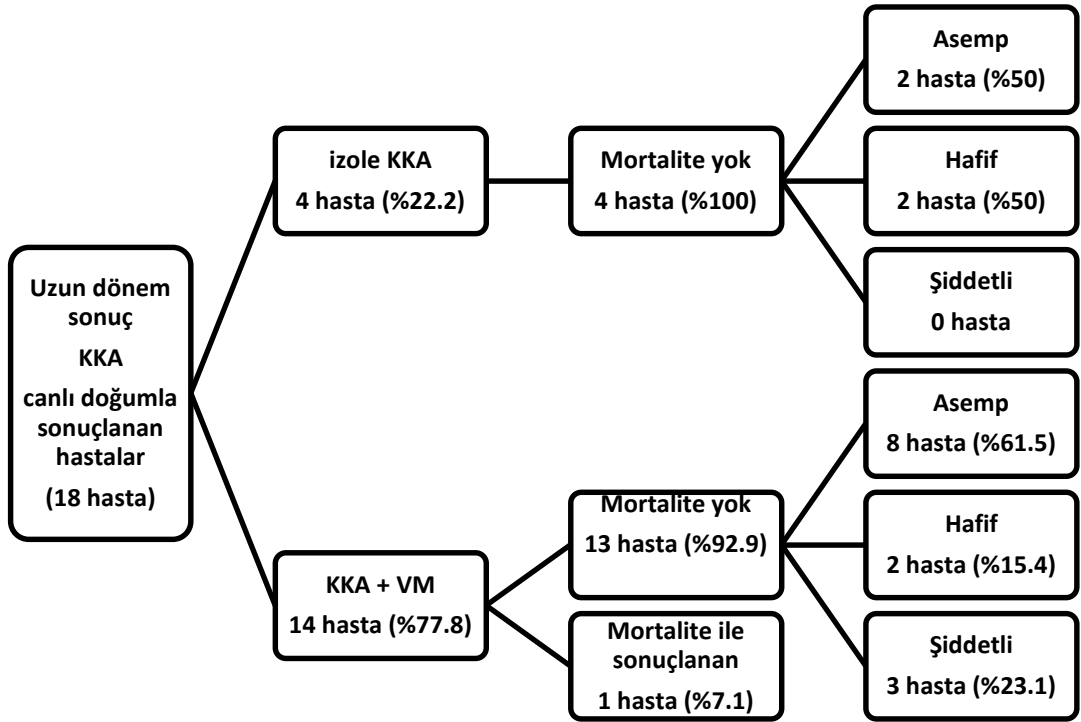 Uzun dönem
sonuç
KKA
canlı doğumla
sonuçlanan
hastalar
(18 hasta)
izole KKA
4 hasta (%22.2)
Mortalite yok
4 hasta (%100)
Asemp
2 hasta (%50)
Hafif
2 hasta (%50)
Şiddetli
0 hasta
KKA + VM
14 hasta (%77.8)
Mortalite yok
13 hasta (%92.9)
Asemp
8 hasta (%61.5)
Hafif
2 hasta (%15.4)
Şiddetli
3 hasta (%23.1)
Mortalite ile
sonuçlanan
1 hasta (%7.1)